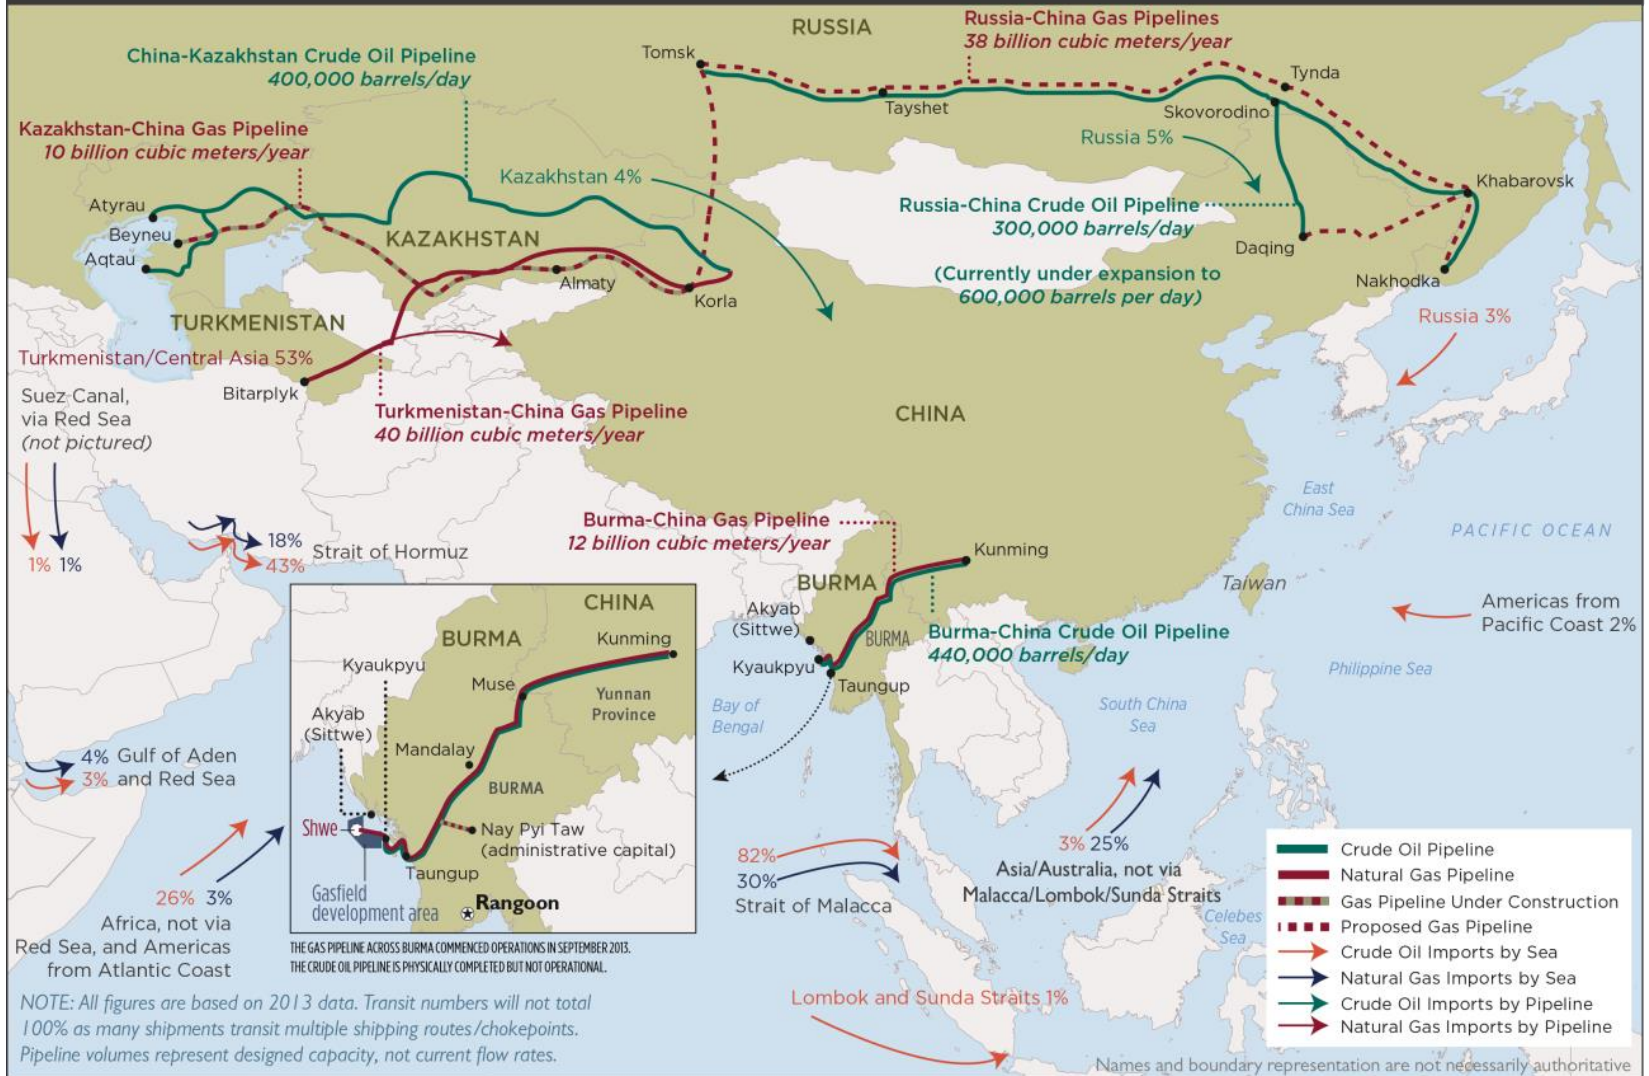 RUSSIA
Russia-China Gas Pipelines
38 billion cubic meters/year
Tomsk
China-Kazakhstan Crude Oil Pipeline
400,000 barrels/day
Tynda
Tayshet
Skovorodino
Kazakhstan-China Gas Pipeline
10 billion cubic meters/year
Russia 5%
Kazakhstan 4%
Khabarovsk
Atyrau
Beyneu
Aqtau
KAZAKHSTAN
Russia-China Crude Oil Pipeline
300,000 barrels/day
(Currently under expansion to
600,000 barrels per day)
Daqing
Nakhodka
Almaty
Korla
TURKMENISTAN
Russia 3%
Turkmenistan/Central Asia 53%
Bitarplyk
Suez Canal,
via Red Sea
(not pictured)
Turkmenistan-China Gas Pipeline
40 billion cubic meters/year
CHINA
East
China Sea
PACIFIC OCEAN
Burma-China Gas Pipeline
12 billion cubic meters/year
18%
43%
Strait of Hormuz
1% 1%
Kunming
BURMA
Taiwan
Akyab
(Sittwe)
BURMA
Burma-China Crude Oil Pipeline
440,000 barrels/day
Americas from
Pacific Coast 2%
Kyaukpyu
Taungup
Philippine Sea
Bay of
Bengal
South China
Sea
CHINA
BURMA
Kunming
Kyaukpyu
Muse
Yunnan
Province
Akyab
(Sittwe)
Mandalay
BURMA
Shwe
Nay Pyi Taw
(administrative capital)
Taungup
Gasfield
development area
Rangoon
THE GAS PIPELINE ACROSS BURMA COMMENCED OPERATIONS IN SEPTEMBER 2013.
THE CRUDE OIL PIPELINE IS PHYSICALLY COMPLETED BUT NOT OPERATIONAL.
4%
3%
Gulf of Aden
and Red Sea
26% 3%
Africa, not via
Red Sea, and Americas
from Atlantic Coast
82%
30%
Strait of Malacca
3% 25%
Asia/Australia, not via
Malacca/Lombok/Sunda Straits
Celebes
Sea
Lombok and Sunda Straits 1%
Crude Oil Pipeline
Natural Gas Pipeline
Gas Pipeline Under Construction
Proposed Gas Pipeline
Crude Oil Imports by Sea
Natural Gas Imports by Sea
Crude Oil Imports by Pipeline
Natural Gas Imports by Pipeline
NOTE: All figures are based on 2013 data. Transit numbers will not total
100% as many shipments transit multiple shipping routes/chokepoints.
Pipeline volumes represent designed capacity, not current flow rates.
Names and boundary representation are not necessarily authoritative